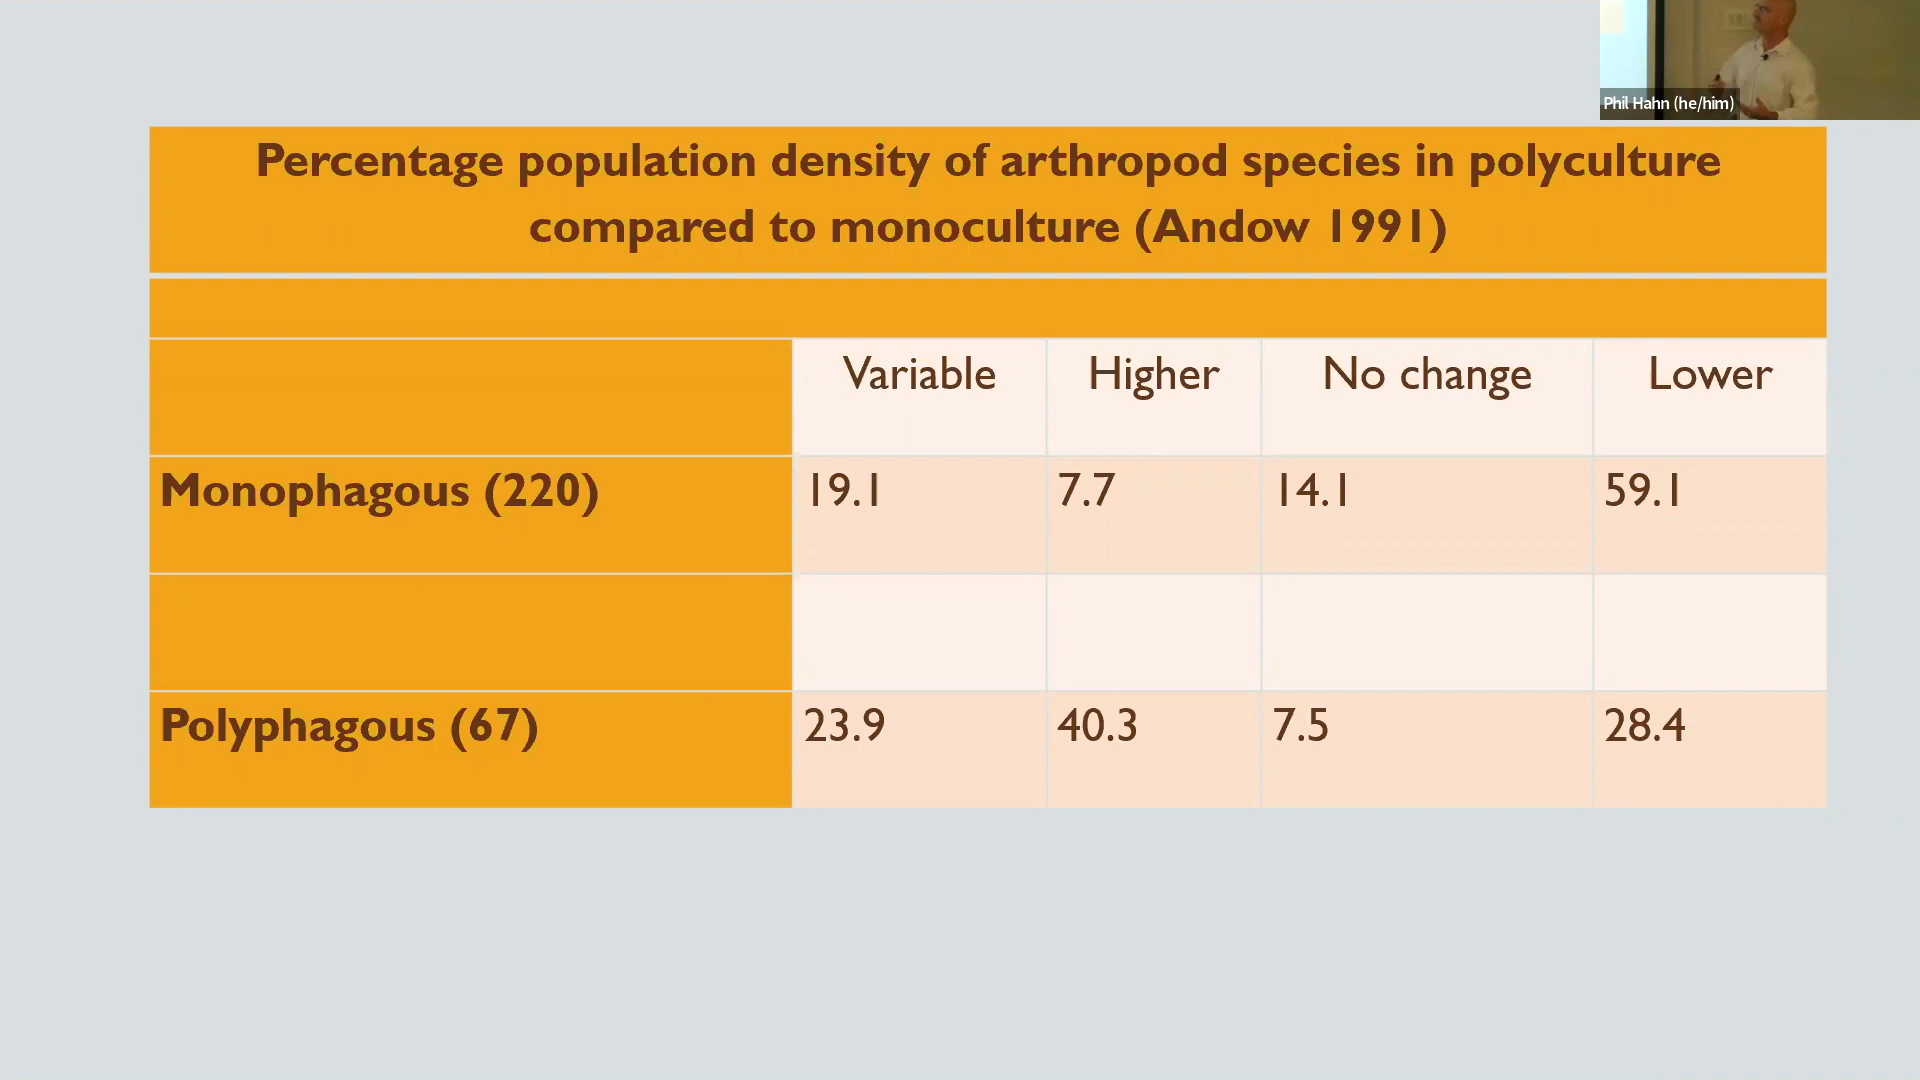 Phil Hahn (he/him)
Percentage population density of arthropod species in polyculture
compared to monoculture (Andow 1991)
Variable Higher No change Lower
Monophagous (220) 19.1 7.7 14.1 59.1
Polyphagous (67) 23.9 40.3 7.5 28.4